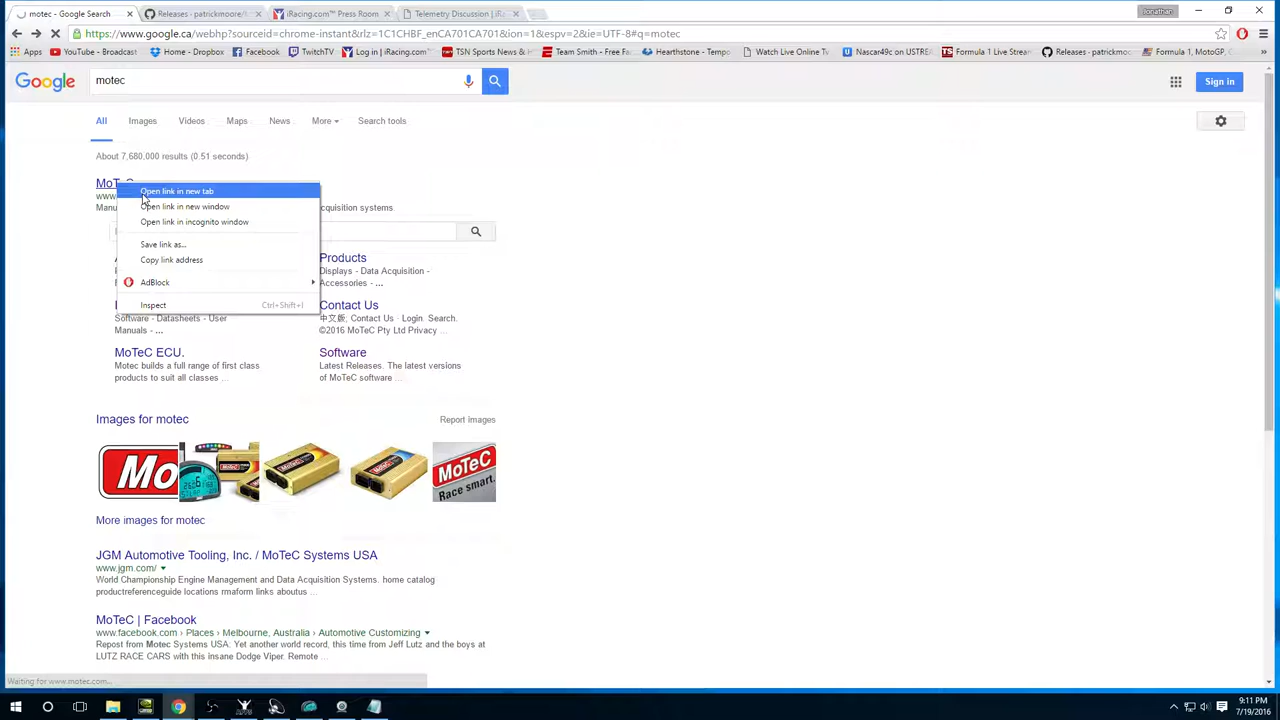 motec - Google Search
Releases · patrickmoore/
iRacing.com™ Press Room
Telemetry Discussion | iRa
Jonathan
https://www.google.ca/webhp?sourceid=chrome-instant&rlz=1C1CHBF_enCA701CA701&ion=1&espv=2&ie=UTF-8#q=motec
Apps
YouTube - Broadcast
Home - Dropbox
Facebook
TwitchTV
Log in | iRacing.com Mo
TSN Sports News & H
Team Smith - Free Ema
Hearthstone - Tempo
Watch Live Online Tv
Nascar49c on USTRE
Formula 1 Live Stream
Releases · patrickmoo
Formula 1, MotoGP,
Google
motec
Sign in
All
Images
Videos
Maps
News
More
Search tools
About 7,680,000 results (0.51 seconds)
MoTeC
www.
Manu
quisition systems.
Open link in new tab
Open link in new window
Open link in incognito window
Save link as...
Copy link address
AdBlock
Inspect
Ctrl+Shift+I
Products
Displays - Data Acquisition -
Accessories - ...
Software - Datasheets - User
Manuals - ...
Contact Us
中文版; Contact Us · Login. Search.
©2016 MoTeC Pty Ltd Privacy ...
MoTeC ECU.
Motec builds a full range of first class
products to suit all classes ...
Software
Latest Releases. The latest versions
of MoTeC software ...
Images for motec
Report images
Mo
MoTeC
Race smart.
More images for motec
JGM Automotive Tooling, Inc. / MoTeC Systems USA
www.jgm.com/
World Championship Engine Management and Data Acquisition Systems. home catalog
productreferenceguide locations rmaform links aboutus ...
MoTeC | Facebook
www.facebook.com › Places › Melbourne, Australia › Automotive Customizing
Repost from Motec Systems USA. Yet another world record, this time from Jeff Lutz and the boys at
LUTZ RACE CARS with this insane Dodge Viper. Remote ...
Waiting for www.motec.com...
9:11 PM
7/19/2016